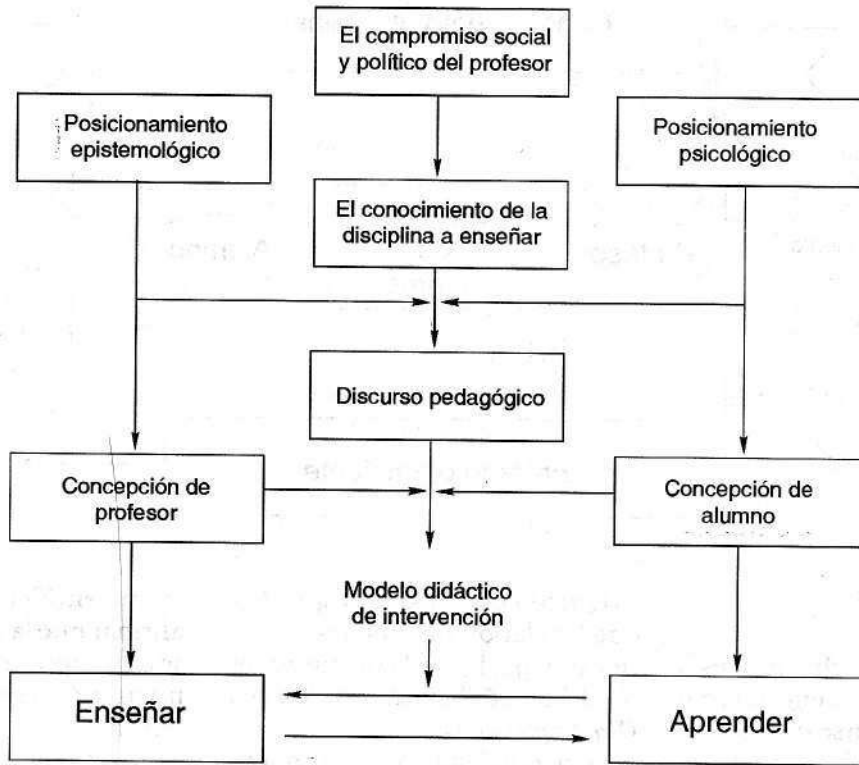 El compromiso social
y político del profesor
Posicionamiento
epistemológico
Posicionamiento
psicológico
El conocimiento de la
disciplina a enseñar
Discurso pedagógico
Concepción de
profesor
Concepción de
alumno
Modelo didáctico
de intervención
Enseñar
Aprender